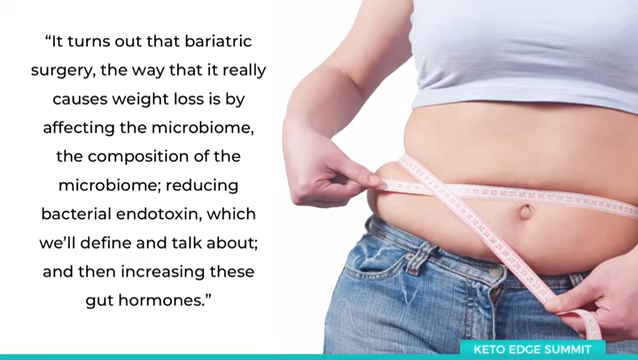 “It turns out that bariatric
surgery, the way that it really
causes weight loss is by
affecting the microbiome,
the composition of the
microbiome; reducing
bacterial endotoxin, which
we’ll define and talk about;
and then increasing these
gut hormones.”
KETO EDGE SUMMIT